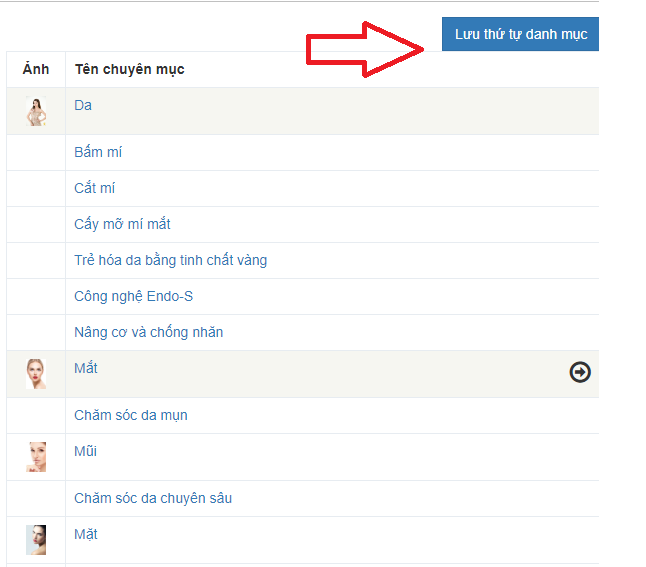 Lưu thứ tự danh mục
Ảnh Tên chuyên mục
Da
Bấm mí
Cắt mí
Cấy mỡ mí mắt
Trẻ hóa da bằng tinh chất vàng
Công nghệ Endo-S
Nâng cơ và chống nhăn
Mắt
Chăm sóc da mụn
Mũi
Chăm sóc da chuyên sâu
Mặt